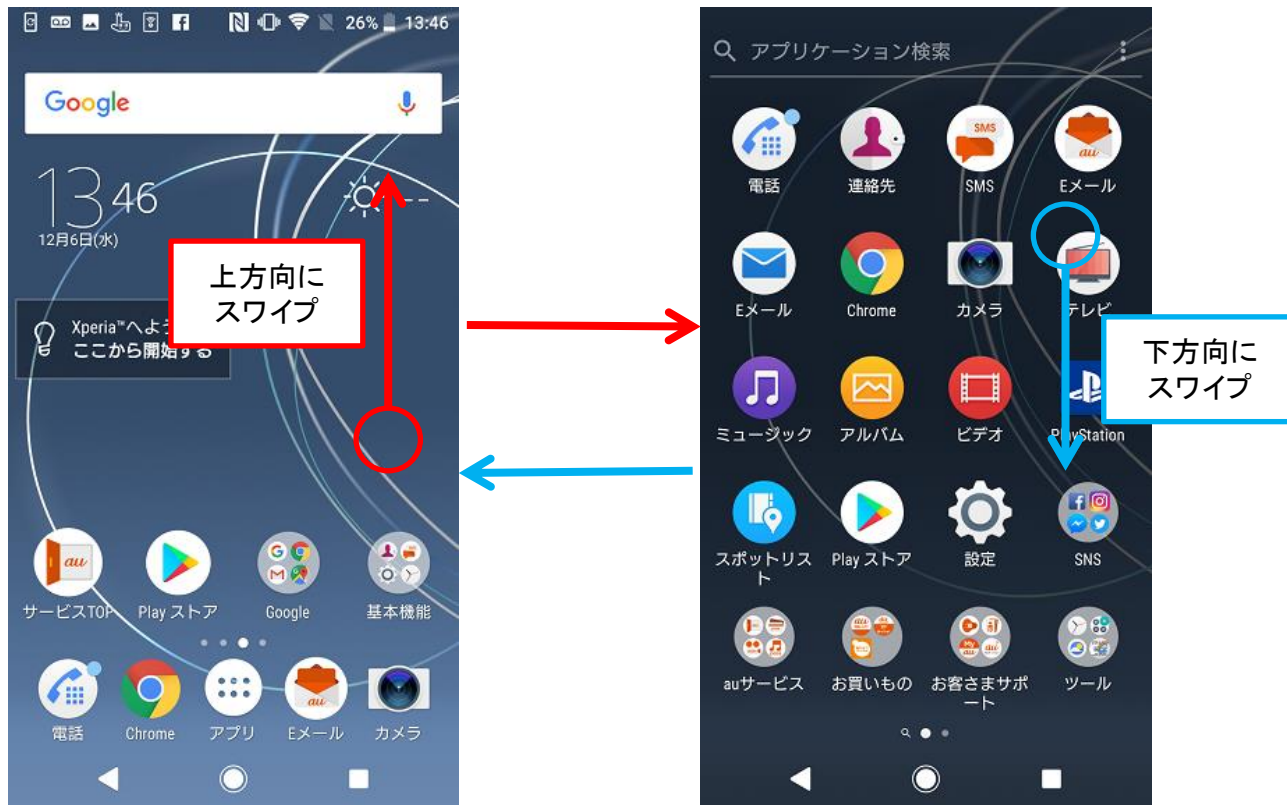 26% 13:46
Google
13 46
12月6日(水)
上方向に
スワイプ
Xperia™へよ
ここから開始する
au
サービスTOP Play ストア Google 基本機能
au
電話 Chrome アプリ Eメール カメラ
アプリケーション検索
SMS
au
電話 連絡先 SMS Eメール
Eメール Chrome カメラ テレビ
下方向に
スワイプ
ミュージック アルバム ビデオ PlayStation
スポットリス Play ストア 設定 SNS
ト
auサービス お買いもの お客さまサポ ツール
ート